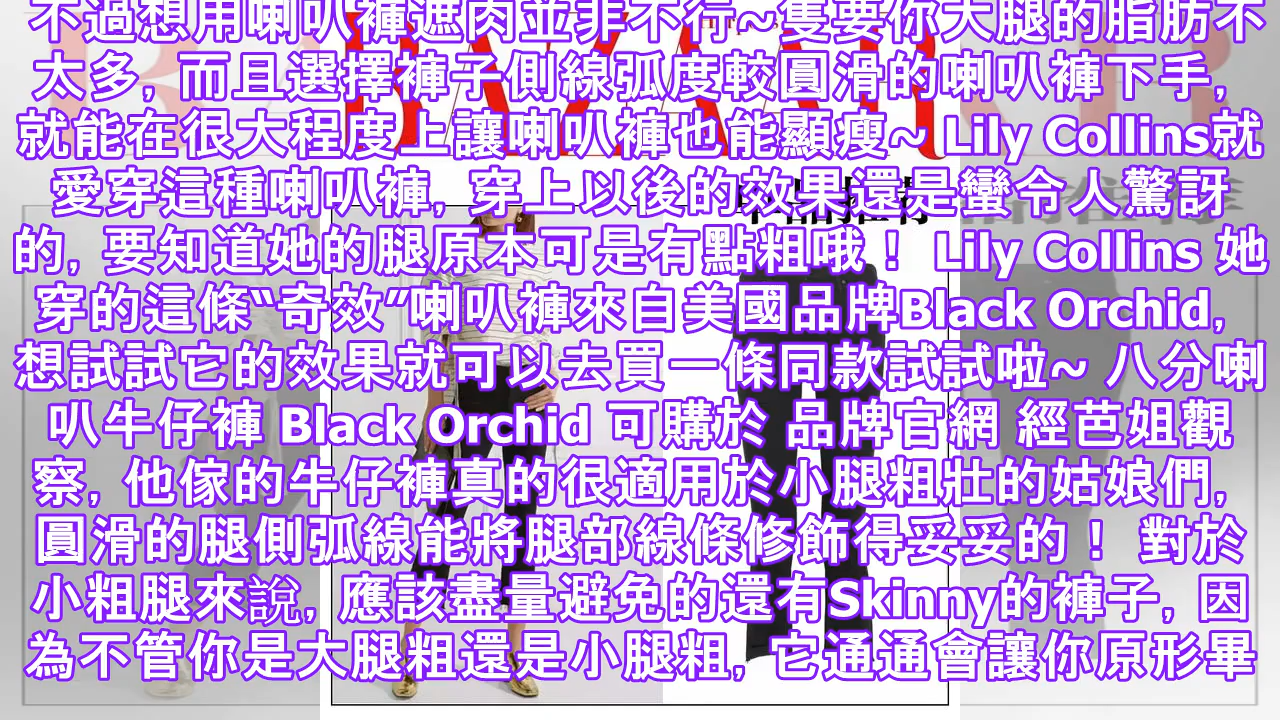 不過想用喇叭褲遮肉並非不行~隻要你大腿的脂肪不
太多, 而且選擇褲子側線弧度較圓滑的喇叭褲下手,
就能在很大程度上讓喇叭褲也能顯瘦~ Lily Collins就
愛穿這種喇叭褲, 穿上以後的效果還是蠻令人驚訝
的, 要知道她的腿原本可是有點粗哦！ Lily Collins 她
穿的這條“奇效”喇叭褲來自美國品牌Black Orchid,
想試試它的效果就可以去買一條同款試試啦~ 八分喇
叭牛仔褲 Black Orchid 可購於 品牌官網 經芭姐觀
察, 他傢的牛仔褲真的很適用於小腿粗壯的姑娘們,
圓滑的腿側弧線能將腿部線條修飾得妥妥的！ 對於
小粗腿來說, 應該盡量避免的還有Skinny的褲子, 因
為不管你是大腿粗還是小腿粗, 它通通會讓你原形畢
BAZAAR